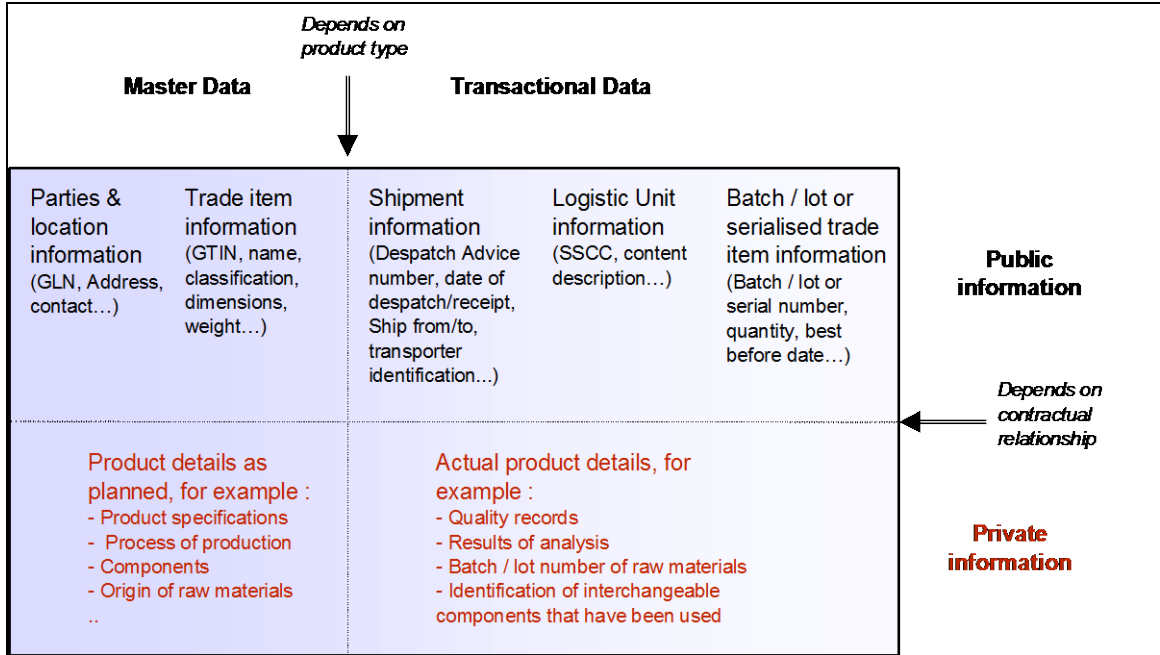 Depends on
product type
Master Data
Transactional Data
Parties &
location
information
(GLN, Address,
contact…)
Trade item
information
(GTIN, name,
classification,
dimensions,
weight…)
Shipment
information
(Despatch Advice
number, date of
despatch/receipt,
Ship from/to,
transporter
identification...)
Logistic Unit
information
(SSCC, content
description…)
Batch / lot or
serialised trade
item information
(Batch / lot or
serial number,
quantity, best
before date…)
Public
information
Depends on
contractual
relationship
Product details as
planned, for example :
- Product specifications
- Process of production
- Components
- Origin of raw materials
..
Actual product details, for
example :
- Quality records
- Results of analysis
- Batch / lot number of raw materials
- Identification of interchangeable
components that have been used
Private
information